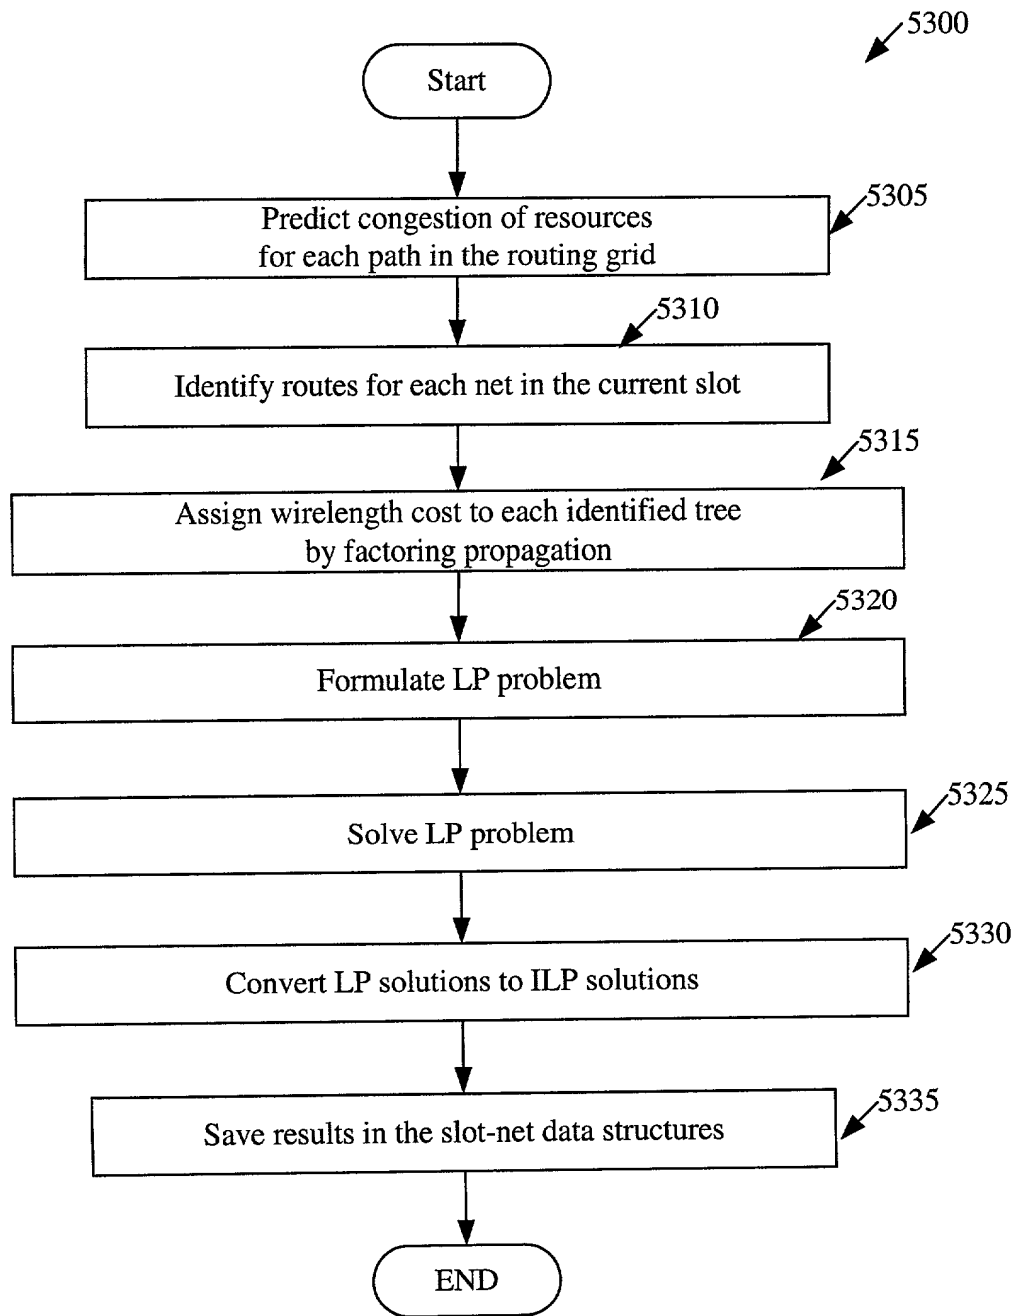 5300
Start
5305
Predict congestion of resources
for each path in the routing grid
5310
Identify routes for each net in the current slot
5315
Assign wirelength cost to each identified tree
by factoring propagation
5320
Formulate LP problem
5325
Solve LP problem
5330
Convert LP solutions to ILP solutions
5335
Save results in the slot-net data structures
END